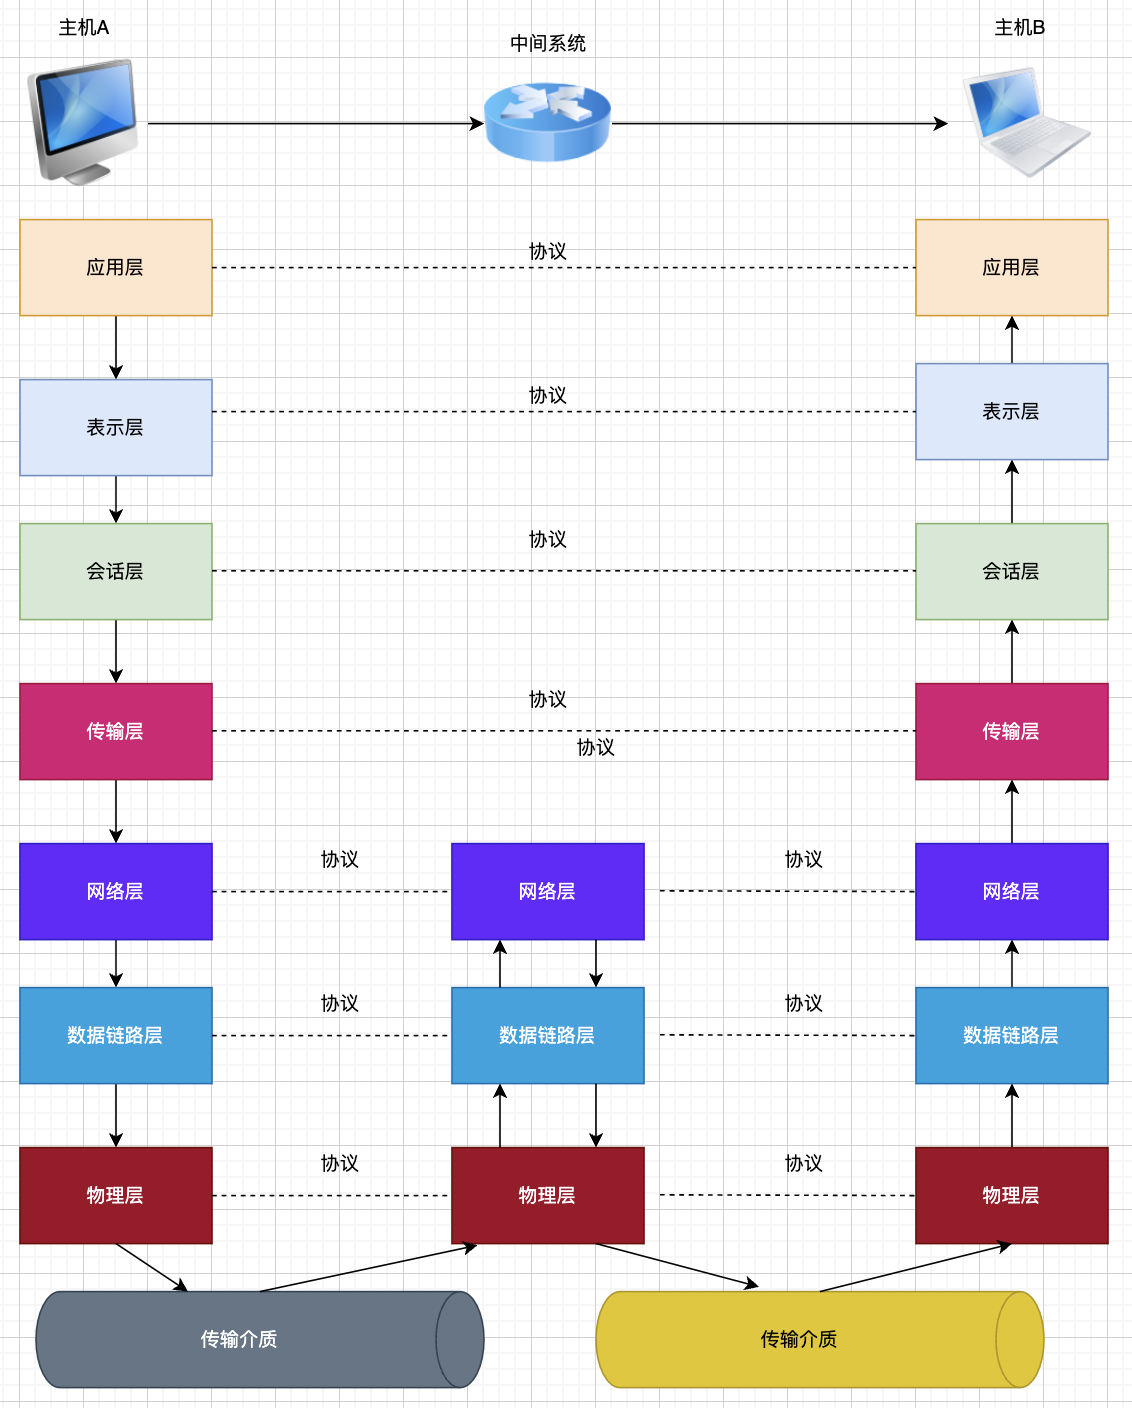 主机A
中间系统
主机B
应用层
协议
应用层
表示层
协议
表示层
会话层
协议
会话层
传输层
协议
协议
传输层
网络层
协议
网络层
协议
网络层
数据链路层
协议
数据链路层
协议
数据链路层
物理层
协议
物理层
协议
物理层
传输介质
传输介质